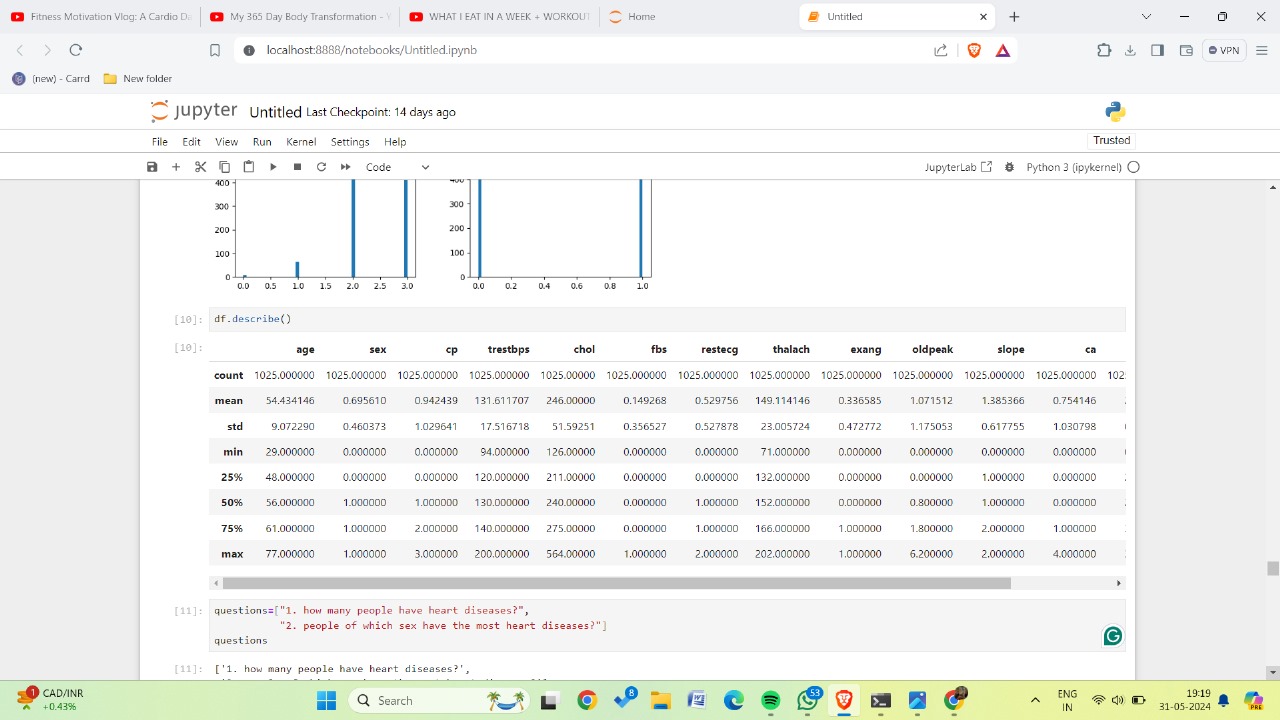 Fitness Motivation Vlog: A Cardio Da
My 365 Day Body Transformation - Y
WHAT I EAT IN A WEEK + WORKOUT
Home
Untitled
localhost:8888/notebooks/Untitled.ipynb
VPN
(new) - Carrd
New folder
jupyter Untitled Last Checkpoint: 14 days ago
File Edit View Run Kernel Settings Help
Trusted
Code
JupyterLab
Python 3 (ipykernel)
400 400
300 300
200 200
100 100
0 0
0.0 0.5 1.0 1.5 2.0 2.5 3.0 0.0 0.2 0.4 0.6 0.8 1.0
[10]: df.describe()
[10]: age sex cp trestbps chol fbs restecg thalach exang oldpeak slope ca
count 1025.000000 1025.000000 1025.000000 1025.000000 1025.00000 1025.000000 1025.000000 1025.000000 1025.000000 1025.000000 1025.000000 1025.000000 1025
mean 54.434146 0.695610 0.942439 131.611707 246.00000 0.149268 0.529756 149.114146 0.336585 1.071512 1.385366 0.754146
std 9.072290 0.460373 1.029641 17.516718 51.59251 0.356527 0.527878 23.005724 0.472772 1.175053 0.617755 1.030798
min 29.000000 0.000000 0.000000 94.000000 126.00000 0.000000 0.000000 71.000000 0.000000 0.000000 0.000000 0.000000
25% 48.000000 0.000000 0.000000 120.000000 211.00000 0.000000 0.000000 132.000000 0.000000 0.000000 1.000000 0.000000
50% 56.000000 1.000000 1.000000 130.000000 240.00000 0.000000 1.000000 152.000000 0.000000 0.800000 1.000000 0.000000
75% 61.000000 1.000000 2.000000 140.000000 275.00000 0.000000 1.000000 166.000000 1.000000 1.800000 2.000000 1.000000
max 77.000000 1.000000 3.000000 200.000000 564.00000 1.000000 2.000000 202.000000 1.000000 6.200000 2.000000 4.000000
[11]: questions=["1. how many people have heart diseases?",
"2. people of which sex have the most heart diseases?"]
questions
[11]: ['1. how many people have heart diseases?',
1 CAD/INR
+0.43%
Search
8
53
ENG
IN
19:19
31-05-2024
PRE